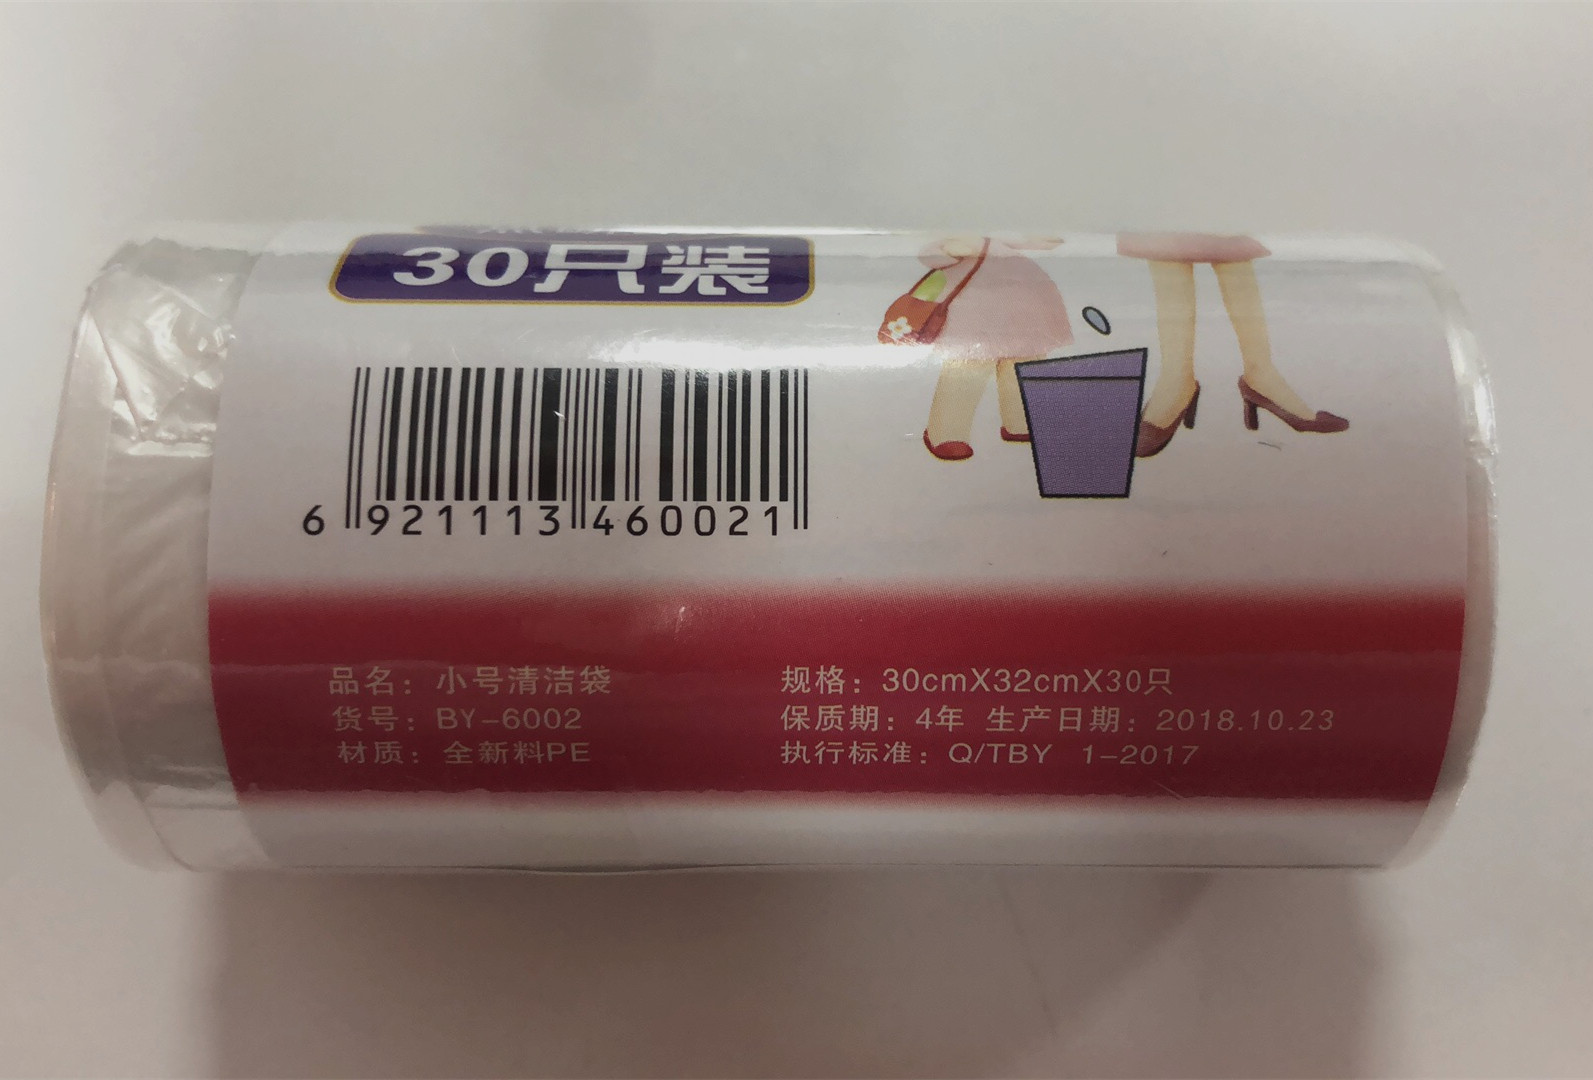 30只装
6 921113 460021
品名：小号清洁袋
货号：BY-6002
材质：全新料PE
规格：30cmX32cmX30只
保质期：4年 生产日期：2018.10.23
执行标准：Q/TBY 1-2017